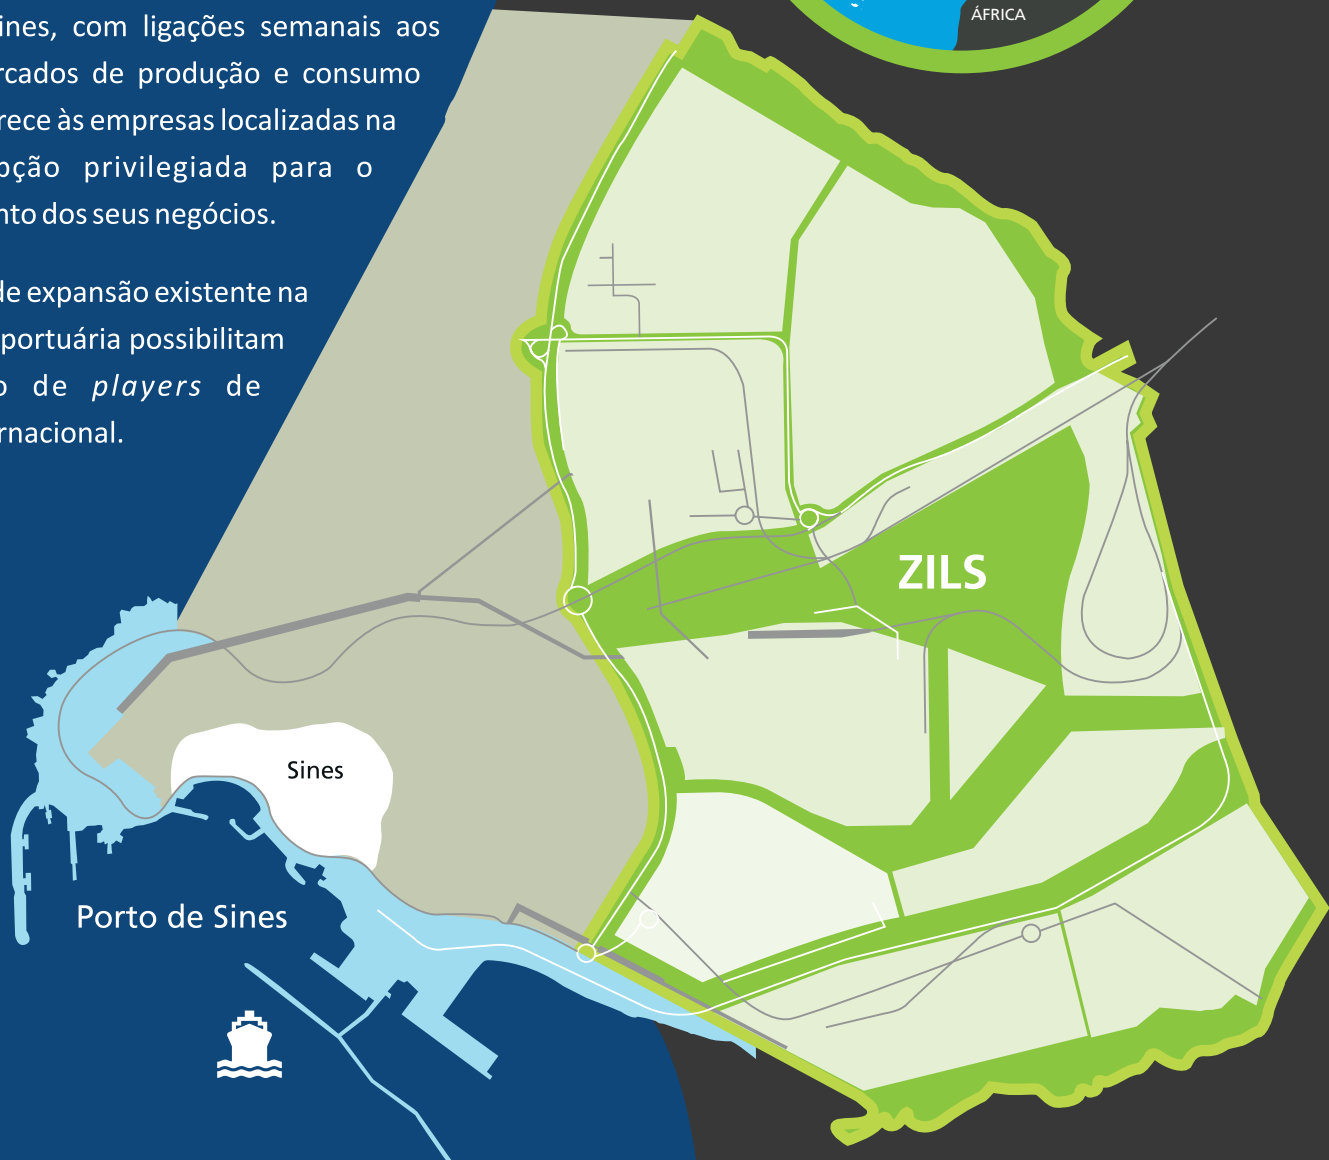 ines, com ligações semanais aos
rcados de produção e consumo
rece às empresas localizadas na
pção privilegiada para o
nto dos seus negócios.
de expansão existente na
portuária possibilitam
o de players de
rnacional.
ÁFRICA
ZILS
Sines
Porto de Sines